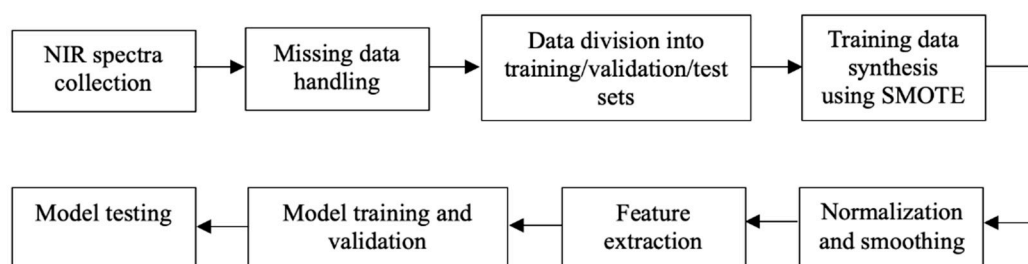 NIR spectra
collection
Missing data
handling
Data division into
training/validation/test
sets
Training data
synthesis
using SMOTE
Normalization
and smoothing
Feature
extraction
Model training and
validation
Model testing